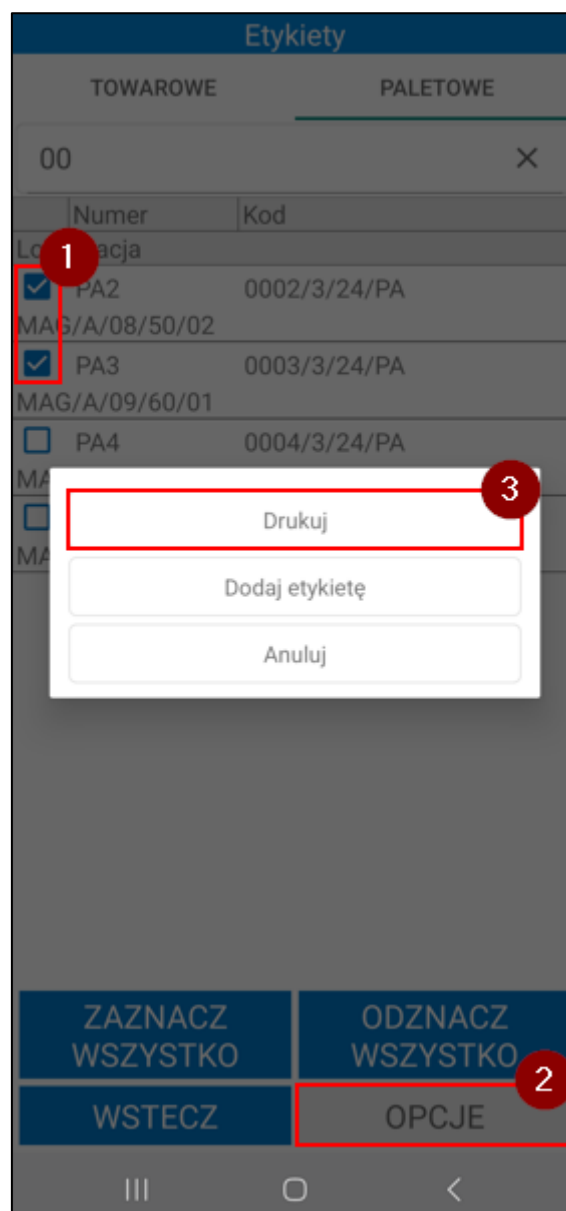 Etykiety
TOWAROWE PALETOWE
00
Numer Kod
1
PA2 0002/3/24/PA
MAG/A/08/50/02
PA3 0003/3/24/PA
MAG/A/09/60/01
PA4 0004/3/24/PA
3
Drukuj
Dodaj etykietę
Anuluj
ZAZNACZ WSZYSTKO
ODZNACZ WSZYSTKO
2
WSTECZ OPCJE